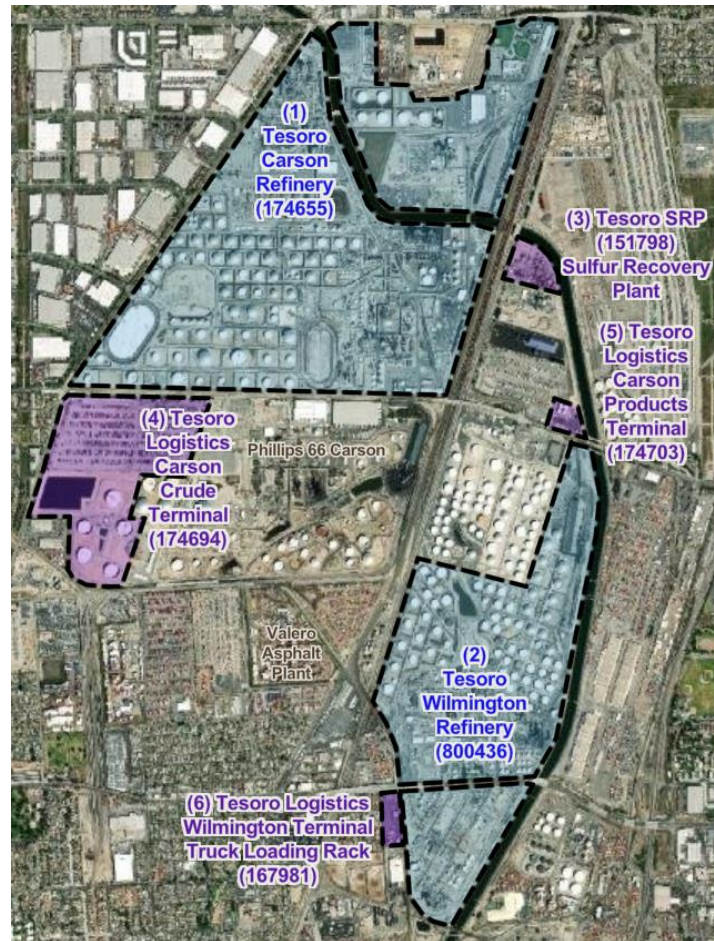 (1)
Tesoro
Carson
Refinery
(174655)
(3) Tesoro SRP
(151798)
Sulfur Recovery
Plant
(5) Tesoro
Logistics
Carson
Products
Terminal
(174703)
(4) Tesoro
Logistics
Carson
Crude
Terminal
(174694)
Phillips 66 Carson
Valero
Asphalt
Plant
(2)
Tesoro
Wilmington
Refinery
(800436)
(6) Tesoro Logistics
Wilmington Terminal
Truck Loading Rack
(167981)